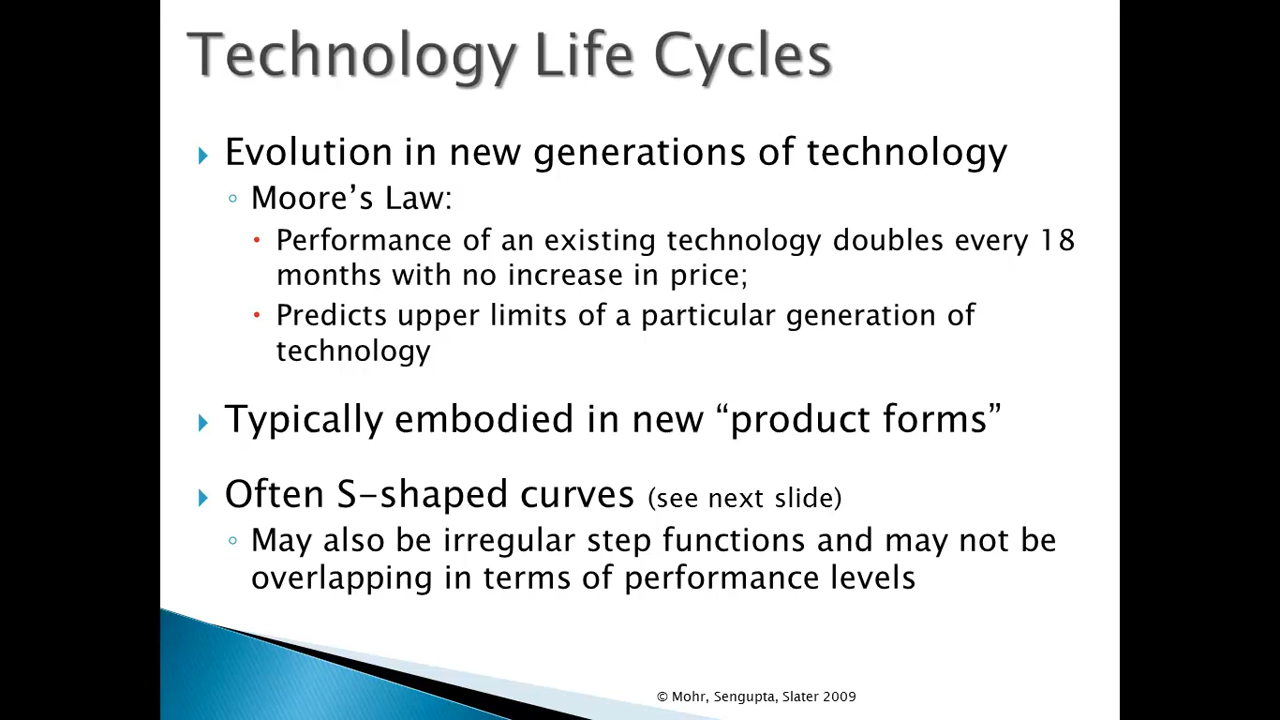 Technology Life Cycles
Evolution in new generations of technology
Moore’s Law:
Performance of an existing technology doubles every 18
months with no increase in price;
Predicts upper limits of a particular generation of
technology
Typically embodied in new “product forms”
Often S-shaped curves (see next slide)
May also be irregular step functions and may not be
overlapping in terms of performance levels
© Mohr, Sengupta, Slater 2009